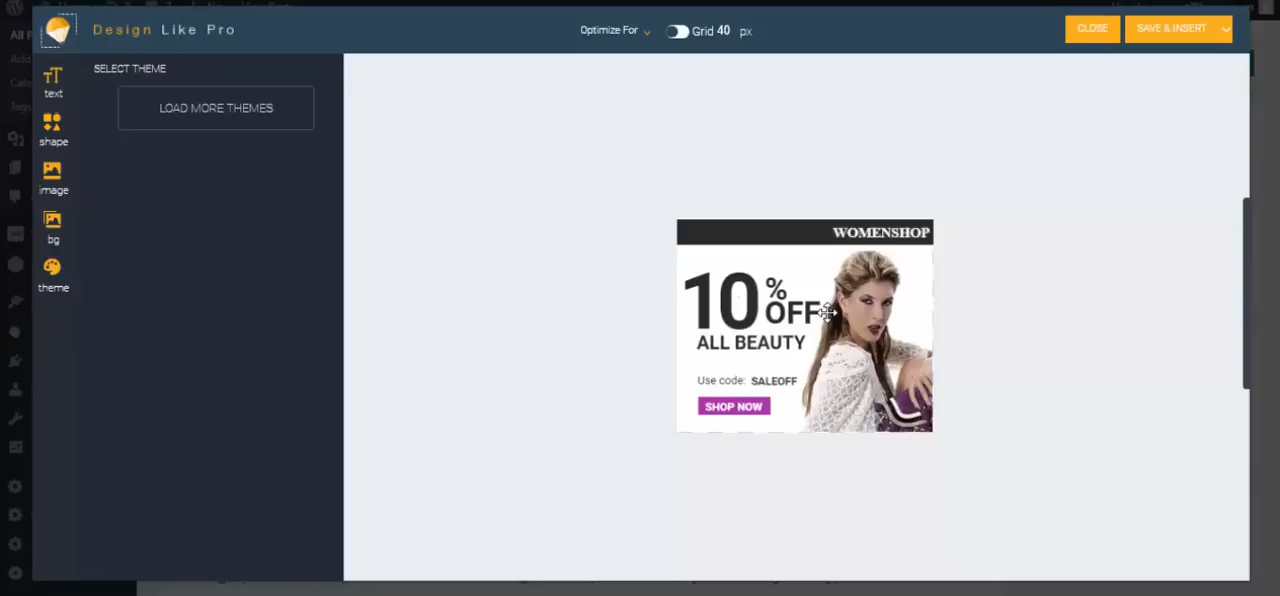 Design Like Pro
Optimize For
Grid 40 px
CLOSE
SAVE & INSERT
text
shape
image
bg
theme
SELECT THEME
LOAD MORE THEMES
WOMENSHOP
10% OFF
ALL BEAUTY
Use code: SALEOFF
SHOP NOW